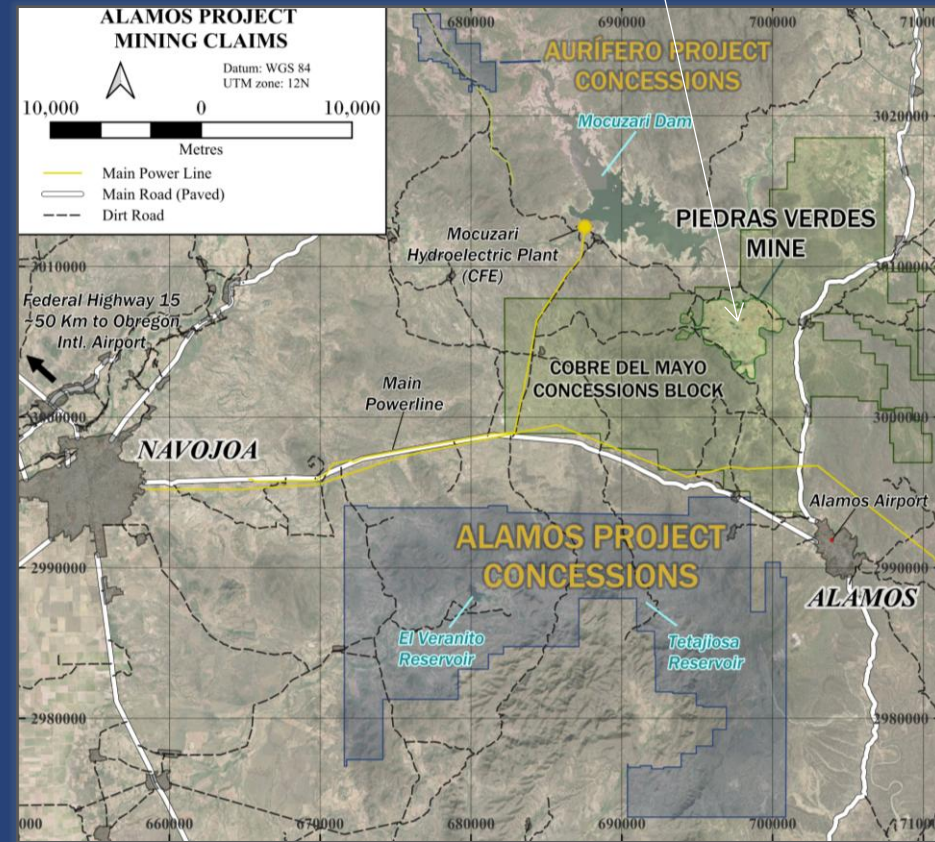 ALAMOS PROJECT
MINING CLAIMS
Datum: WGS 84
UTM zone: 12N
10,000 0 10,000
Metres
Main Power Line
Main Road (Paved)
Dirt Road
680000 690000 700000
AURÍFERO PROJECT
CONCESSIONS
3020000
Mocuzari Dam
PIEDRAS VERDES
MINE
Mocuzari
Hydroelectric Plant
(CFE)
3010000
Federal Highway 15
~50 Km to Obregón
Intl. Airport
COBRE DEL MAYO
CONCESSIONS BLOCK
Main
Powerline
3000000 3000000
NAVOJOA
Alamos Airport
ALAMOS PROJECT
CONCESSIONS
2990000 2990000
ALAMOS
El Veranito
Reservoir
Tetajiosa
Reservoir
2980000 2980000
660000 670000 680000 690000 700000